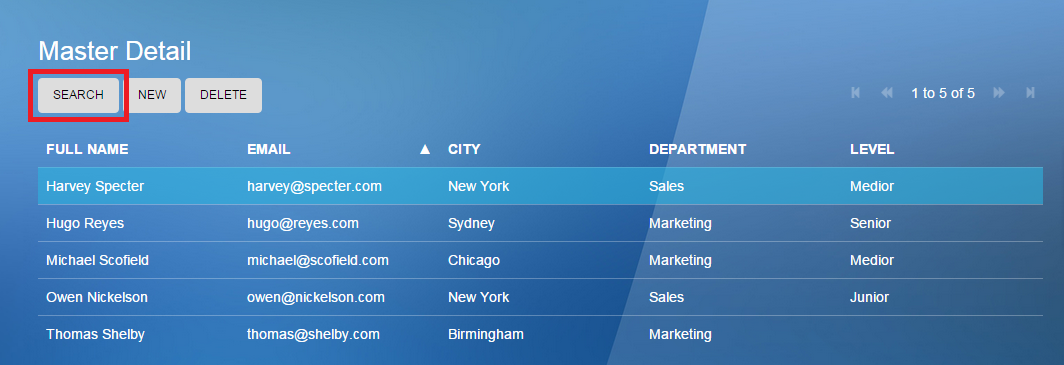 Master Detail
SEARCH NEW DELETE 1 to 5 of 5
FULL NAME EMAIL ▲ CITY DEPARTMENT LEVEL
Harvey Specter harvey@specter.com New York Sales Medior
Hugo Reyes hugo@reyes.com Sydney Marketing Senior
Michael Scofield michael@scofield.com Chicago Marketing Medior
Owen Nickelson owen@nickelson.com New York Sales Junior
Thomas Shelby thomas@shelby.com Birmingham Marketing